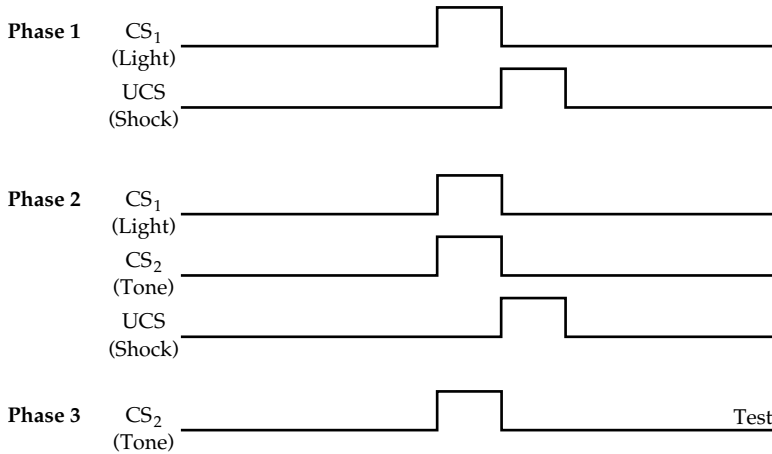 Phase 1 CS₁
(Light)
UCS
(Shock)
Phase 2 CS₁
(Light)
CS₂
(Tone)
UCS
(Shock)
Phase 3 CS₂
(Tone)
Test